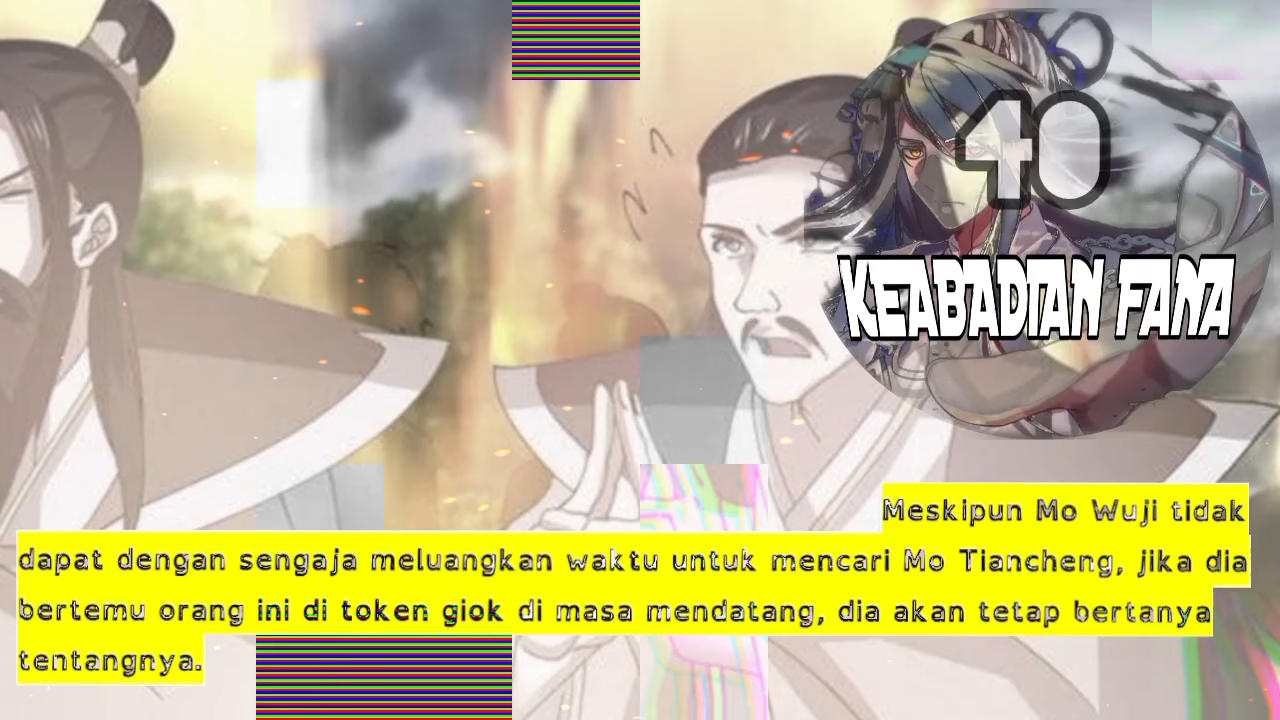 40
KEABADIAN FANA
Meskipun Mo Wuji tidak
dapat dengan sengaja meluangkan waktu untuk mencari Mo Tiancheng, jika dia
bertemu orang ini di token giok di masa mendatang, dia akan tetap bertanya
tentangnya.